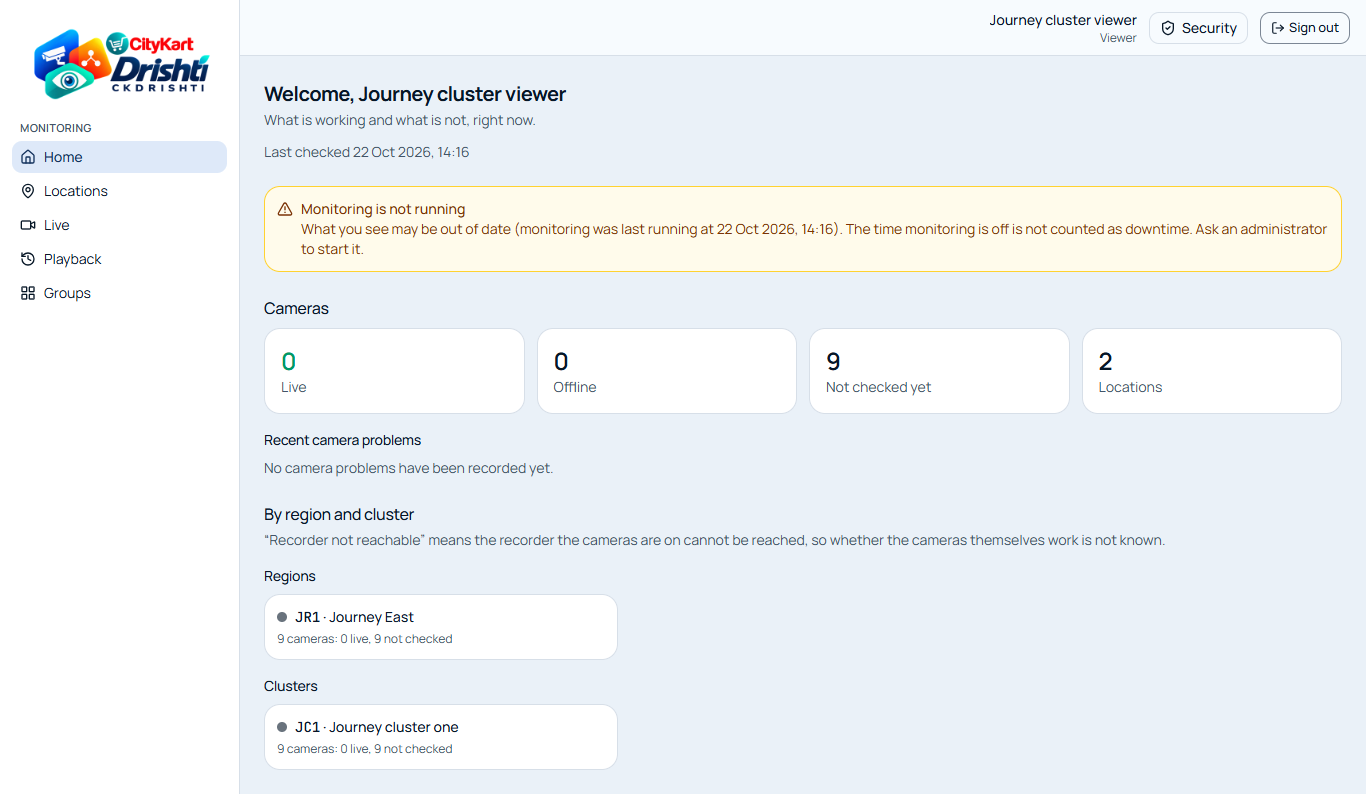 CityKart
Drishti
CKDRISHTI
MONITORING
Home
Locations
Live
Playback
Groups
Journey cluster viewer
Viewer
Security
Sign out
Welcome, Journey cluster viewer
What is working and what is not, right now.
Last checked 22 Oct 2026, 14:16
Monitoring is not running
What you see may be out of date (monitoring was last running at 22 Oct 2026, 14:16). The time monitoring is off is not counted as downtime. Ask an administrator
to start it.
Cameras
0
Live
0
Offline
9
Not checked yet
2
Locations
Recent camera problems
No camera problems have been recorded yet.
By region and cluster
“Recorder not reachable” means the recorder the cameras are on cannot be reached, so whether the cameras themselves work is not known.
Regions
JR1 · Journey East
9 cameras: 0 live, 9 not checked
Clusters
JC1 · Journey cluster one
9 cameras: 0 live, 9 not checked